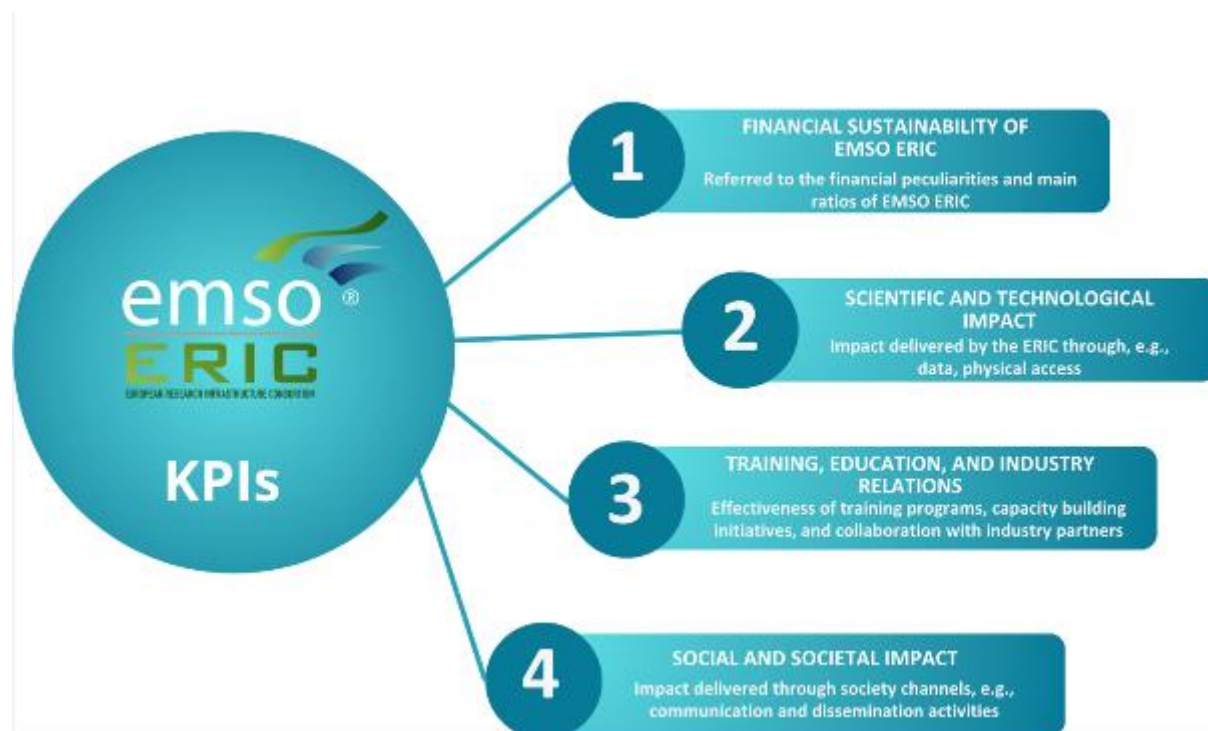 emso ®
ERIC
EUROPEAN RESEARCH INFRASTRUCTURE CONSORTIUM
KPIs
1
FINANCIAL SUSTAINABILITY OF
EMSO ERIC
Referred to the financial peculiarities and main
ratios of EMSO ERIC
2
SCIENTIFIC AND TECHNOLOGICAL
IMPACT
Impact delivered by the ERIC through, e.g.,
data, physical access
3
TRAINING, EDUCATION, AND INDUSTRY
RELATIONS
Effectiveness of training programs, capacity building
initiatives, and collaboration with industry partners
4
SOCIAL AND SOCIETAL IMPACT
Impact delivered through society channels, e.g.,
communication and dissemination activities